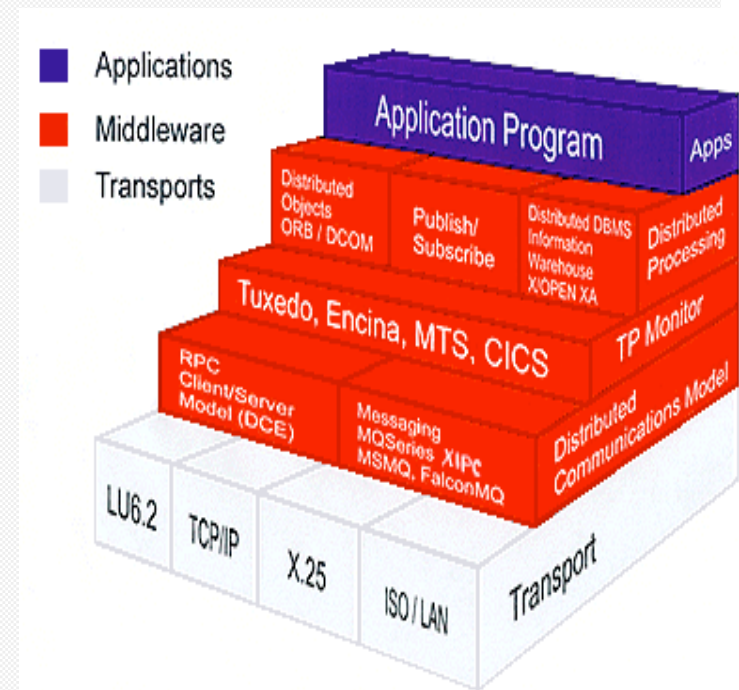 Applications
Middleware
Transports
Application Program
Apps
Distributed
Objects
ORB / DCOM
Publish/
Subscribe
Distributed DBMS
Information
Warehouse
X/OPEN XA
Distributed
Processing
Tuxedo, Encina, MTS, CICS
TP Monitor
RPC
Client/Server
Model (DCE)
Messaging
MQSeries XIPC
MSMQ, FalconMQ
Distributed
Communications Model
LU6.2
TCP/IP
X.25
ISO / LAN
Transport